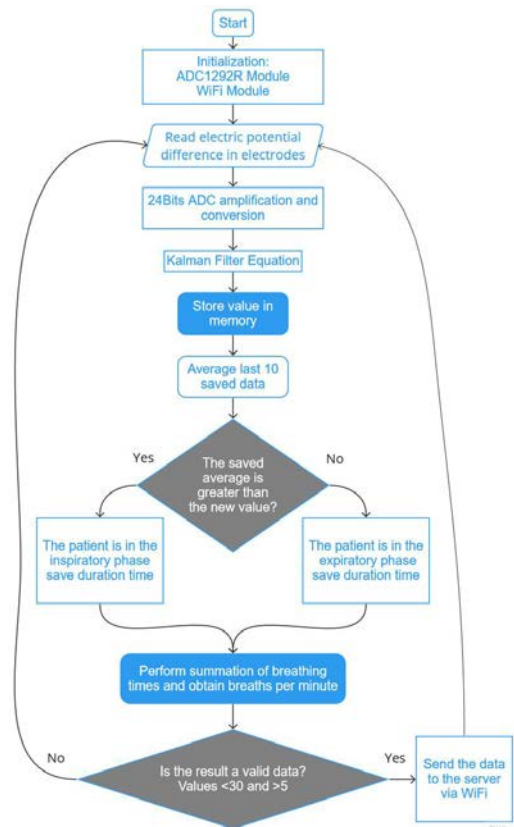 Start
Initialization:
ADC1292R Module
WiFi Module
Read electric potential
difference in electrodes
24Bits ADC amplification and
conversion
Kalman Filter Equation
Store value in
memory
Average last 10
saved data
Yes
No
The saved
average is
greater than
the new value?
The patient is in the
inspiratory phase
save duration time
The patient is in the
expiratory phase
save duration time
Perform summation of breathing
times and obtain breaths per minute
No
Is the result a valid data?
Values <30 and >5
Yes
Send the data
to the server
via WiFi